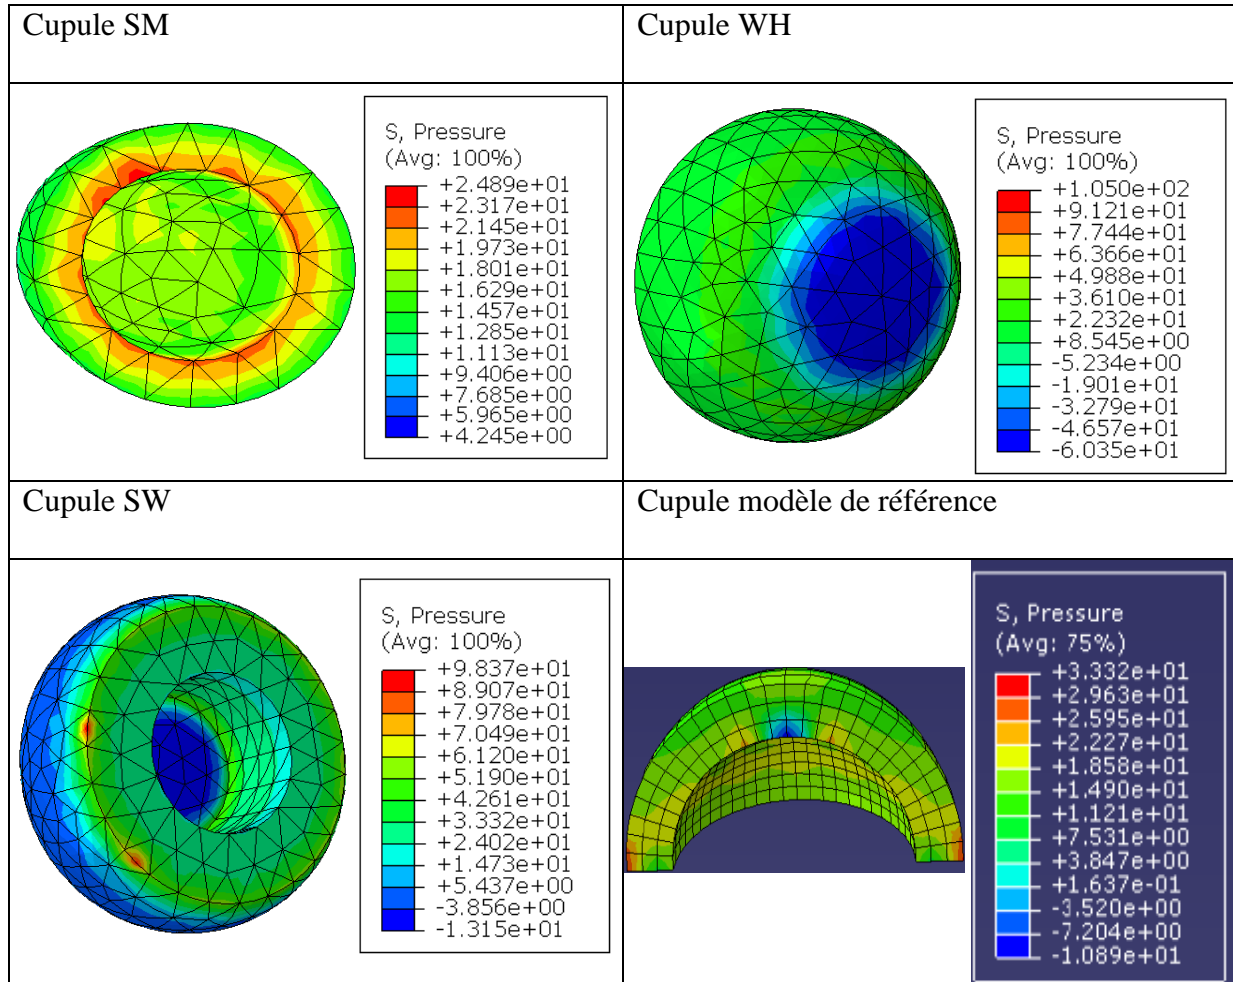 Cupule SM
Cupule WH
S, Pressure
(Avg: 100%)
+2.489e+01
+2.317e+01
+2.145e+01
+1.973e+01
+1.801e+01
+1.629e+01
+1.457e+01
+1.285e+01
+1.113e+01
+9.406e+00
+7.685e+00
+5.965e+00
+4.245e+00
S, Pressure
(Avg: 100%)
+1.050e+02
+9.121e+01
+7.744e+01
+6.366e+01
+4.988e+01
+3.610e+01
+2.232e+01
+8.545e+00
-5.234e+00
-1.901e+01
-3.279e+01
-4.657e+01
-6.035e+01
Cupule SW
Cupule modèle de référence
S, Pressure
(Avg: 100%)
+9.837e+01
+8.907e+01
+7.978e+01
+7.049e+01
+6.120e+01
+5.190e+01
+4.261e+01
+3.332e+01
+2.402e+01
+1.473e+01
+5.437e+00
-3.856e+00
-1.315e+01
S, Pressure
(Avg: 75%)
+3.332e+01
+2.963e+01
+2.595e+01
+2.227e+01
+1.858e+01
+1.490e+01
+1.121e+01
+7.531e+00
+3.847e+00
+1.637e-01
-3.520e+00
-7.204e+00
-1.089e+01